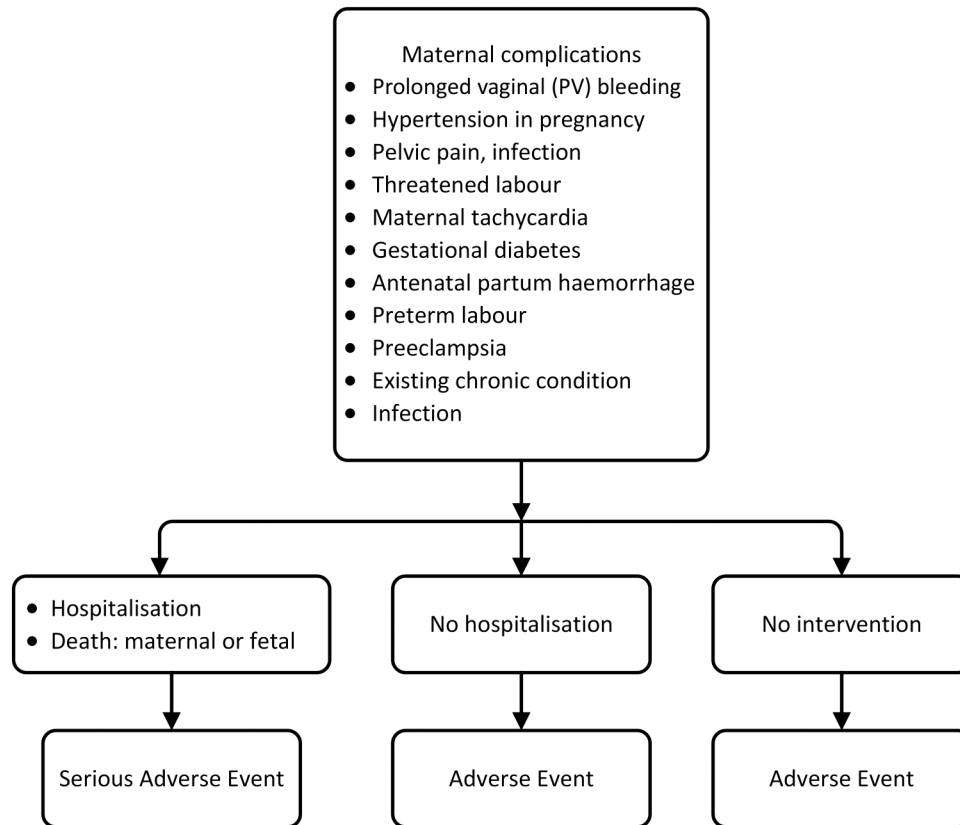 Maternal complications
• Prolonged vaginal (PV) bleeding
• Hypertension in pregnancy
• Pelvic pain, infection
• Threatened labour
• Maternal tachycardia
• Gestational diabetes
• Antenatal partum haemorrhage
• Preterm labour
• Preeclampsia
• Existing chronic condition
• Infection
• Hospitalisation
• Death: maternal or fetal
No hospitalisation
No intervention
Serious Adverse Event
Adverse Event
Adverse Event